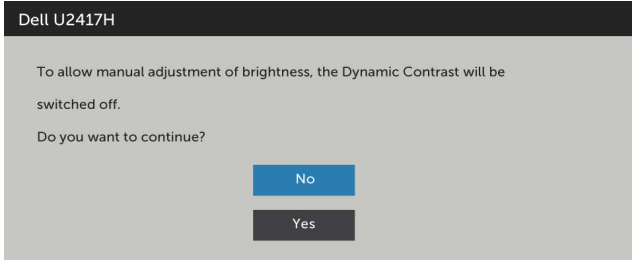 Dell U2417H
To allow manual adjustment of brightness, the Dynamic Contrast will be
switched off.
Do you want to continue?
No
Yes